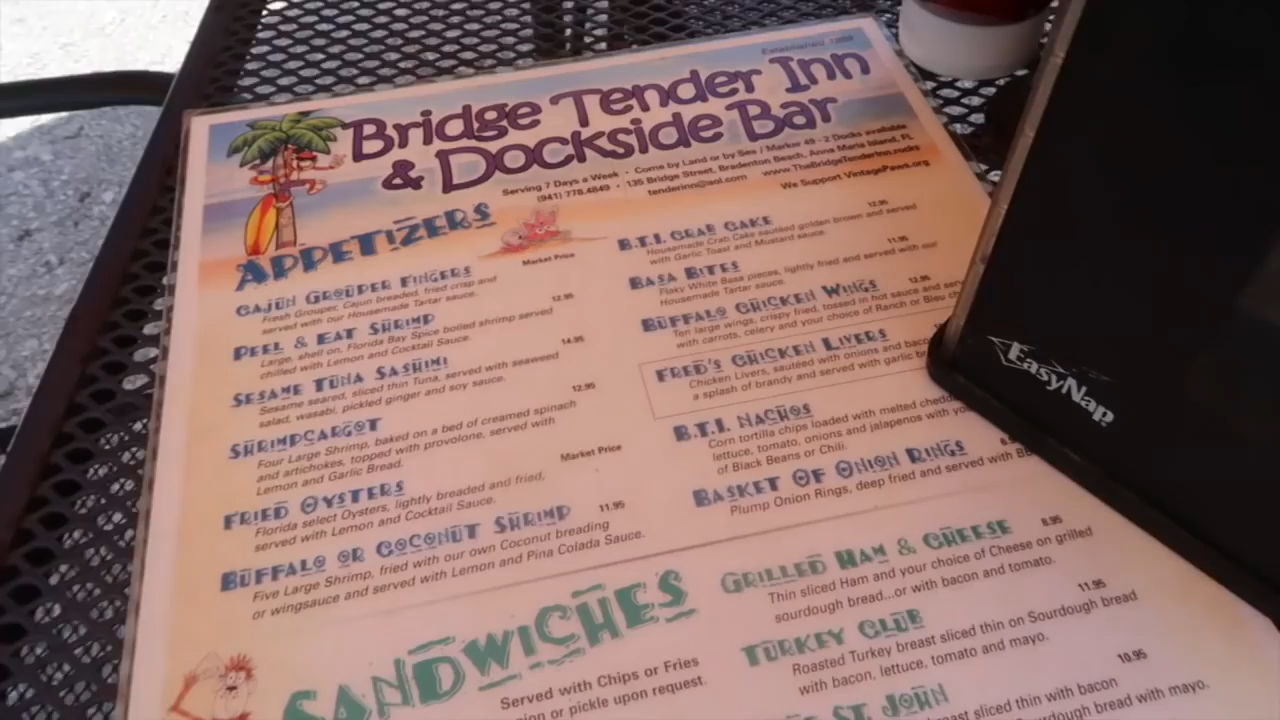 Established 1959
Bridge Tender Inn
& Dockside Bar
Serving 7 Days a Week • Come by Land or by Sea / Marker 49 - 2 Docks available
(941) 778.4849 • 135 Bridge Street, Bradenton Beach, Anna Maria Island, FL
tenderinn@aol.com www.TheBridgeTenderInn.rocks
We Support VintagePaws.org
APPETIZERS
Market Price
CAJUN GROUPER FINGERS
Fresh Grouper, Cajun breaded, fried crisp and
served with our Housemade Tartar sauce.
12.95
PEEL & EAT SHRIMP
Large, shell on, Florida Bay Spice boiled shrimp served
chilled with Lemon and Cocktail Sauce.
14.95
SESAME TUNA SASHIMI
Sesame seared, sliced thin Tuna, served with seaweed
salad, wasabi, pickled ginger and soy sauce.
12.95
SHRIMPCARGOT
Four Large Shrimp, baked on a bed of creamed spinach
and artichokes, topped with provolone, served with
Lemon and Garlic Bread.
Market Price
FRIED OYSTERS
Florida select Oysters, lightly breaded and fried,
served with Lemon and Cocktail Sauce.
11.95
BUFFALO OR COCONUT SHRIMP
Five Large Shrimp, fried with our own Coconut breading
or wingsauce and served with Lemon and Pina Colada Sauce.
12.95
B.T.I. CRAB CAKE
Housemade Crab Cake sautéed golden brown and served
with Garlic Toast and Mustard sauce.
11.95
BASA BITES
Flaky White Basa pieces, lightly fried and served with our
Housemade Tartar sauce.
12.95
BUFFALO CHICKEN WINGS
Ten large wings, crispy fried, tossed in hot sauce and
with carrots, celery and your choice of Ranch or Bleu
FRED'S CHICKEN LIVERS
Chicken Livers, sautéed with onions and
a splash of brandy and served with garlic
B.T.I. NACHOS
Corn tortilla chips loaded with melted
lettuce, tomato, onions and jalapenos with
of Black Beans or Chili.
BASKET OF ONION RINGS
Plump Onion Rings, deep fried and served with
SANDWICHES
Served with Chips or Fries
or pickle upon request.
8.95
GRILLED HAM & CHEESE
Thin sliced Ham and your choice of Cheese on grilled
sourdough bread...or with bacon and tomato.
11.95
TURKEY CLUB
Roasted Turkey breast sliced thin on Sourdough bread
with bacon, lettuce, tomato and mayo.
10.95
ST. JOHN
sliced thin with bacon
bread with mayo.
EasyNap